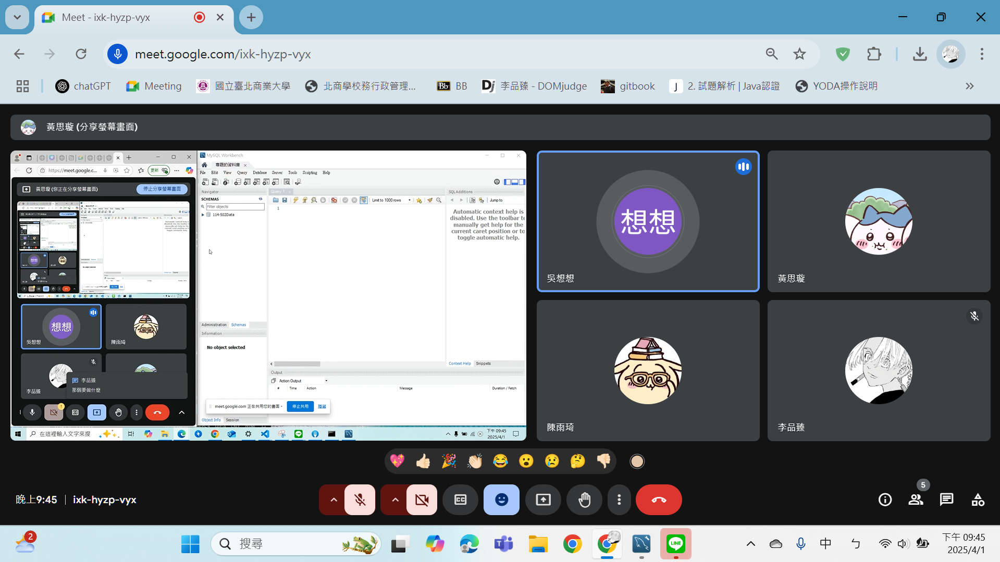 Meet - ixk-hyzp-vyx
meet.google.com/ixk-hyzp-vyx
chatGPT
Meeting
國立臺北商業大學
北商學校務行政管理...
Bb BB
Dj 李品臻 - DOMjudge
gitbook
J 2. 試題解析 | Java認證
YODA操作說明
黃思璇 (分享螢幕畫面)
https://meet.google.c...
更新
黃思璇 (你正在分享螢幕畫面)
停止分享螢幕畫面
想想
吳想想
陳雨琦
李品臻
李品臻
那個要做什麼
MySQL Workbench
專題的資料庫
File Edit View Query Database Server Tools Scripting Help
Navigator
SCHEMAS
Filter objects
114-502Data
Administration Schemas
Information
No object selected
Object Info Session
Query 1
Limit to 1000 rows
1
SQLAdditions
Jump to
Automatic context help is
disabled. Use the toolbar to
manually get help for the
current caret position or to
toggle automatic help.
Context Help Snippets
Output
Action Output
# Time Action Message Duration / Fetch
meet.google.com 正在共用您的畫面。
停止共用
隱藏
在這裡輸入文字來搜
下午 09:45
2025/4/1
想想
吳想想
黃思璇
陳雨琦
李品臻
晚上9:45 ixk-hyzp-vyx
5
2
搜尋
LINE
中
ㄅ
下午 09:45
2025/4/1